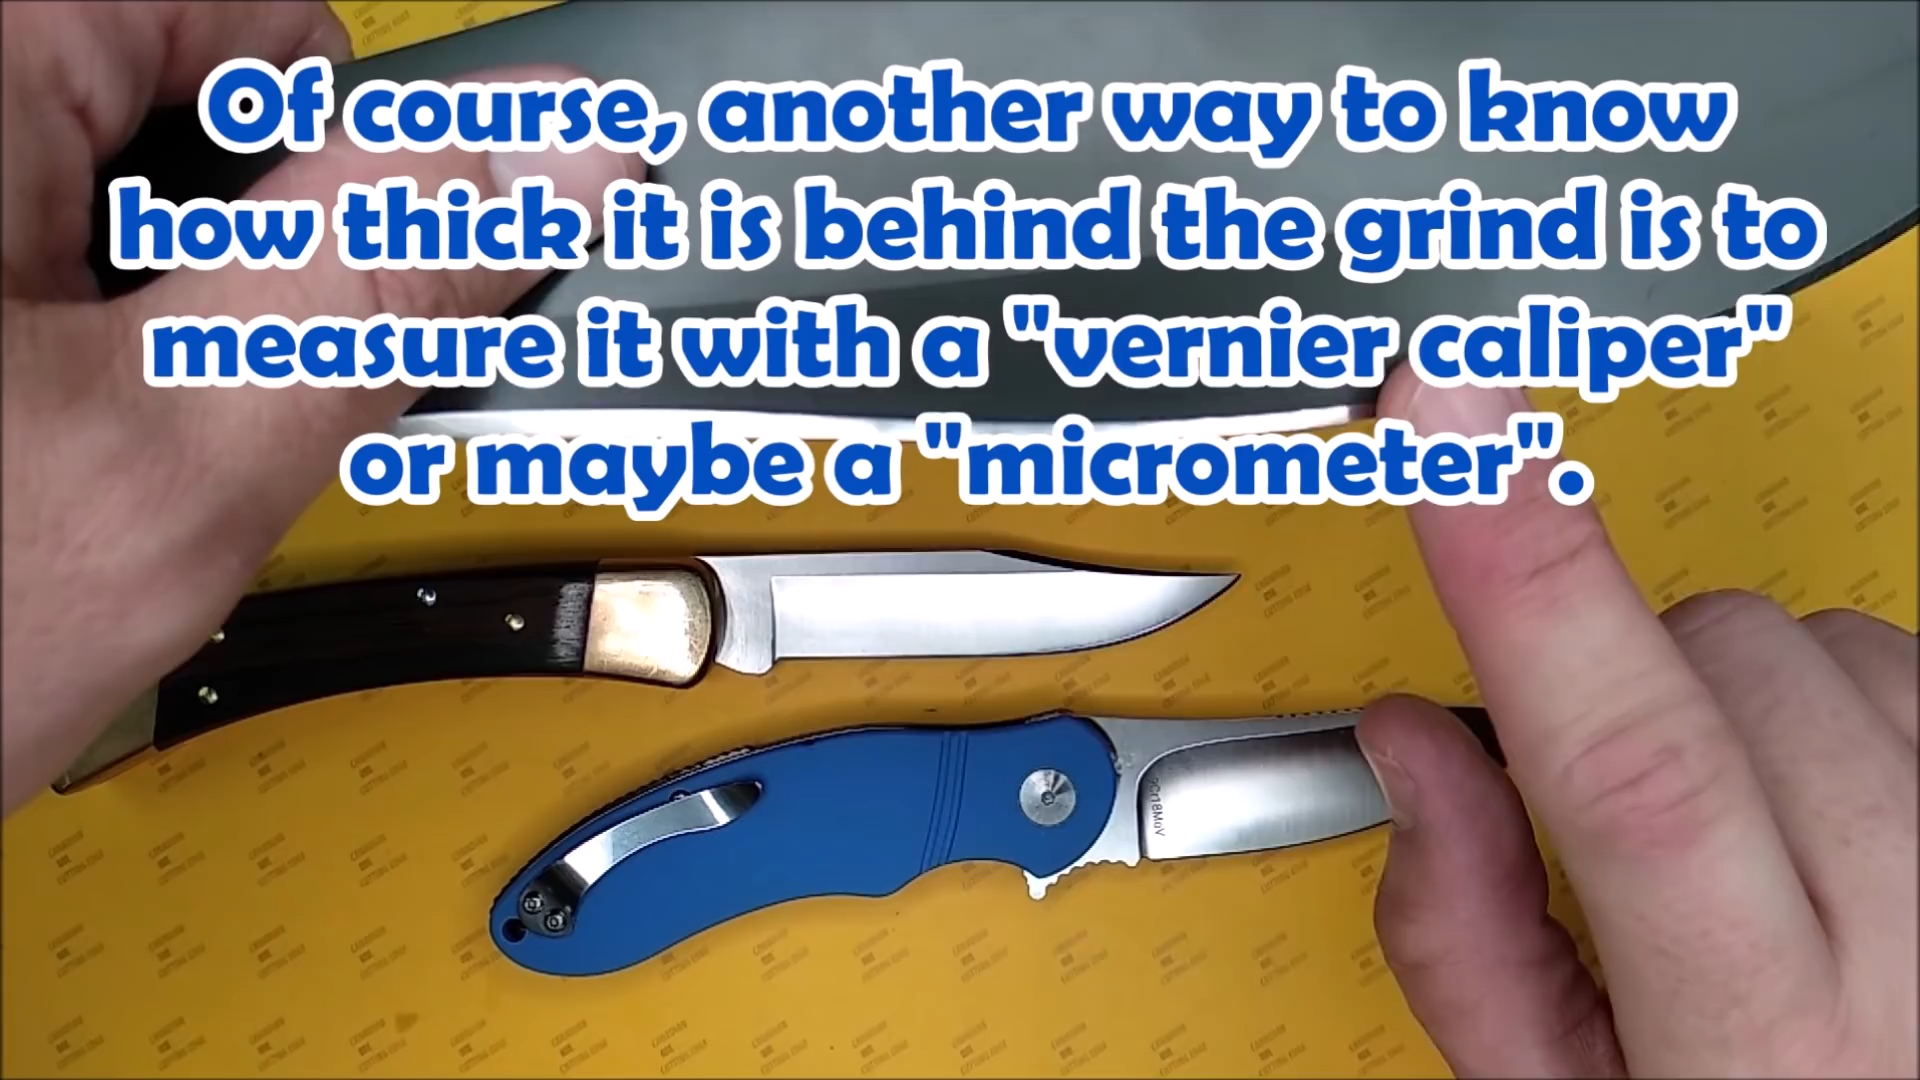 Of course, another way to know
how thick it is behind the grind is to
measure it with a "vernier caliper"
or maybe a "micrometer".